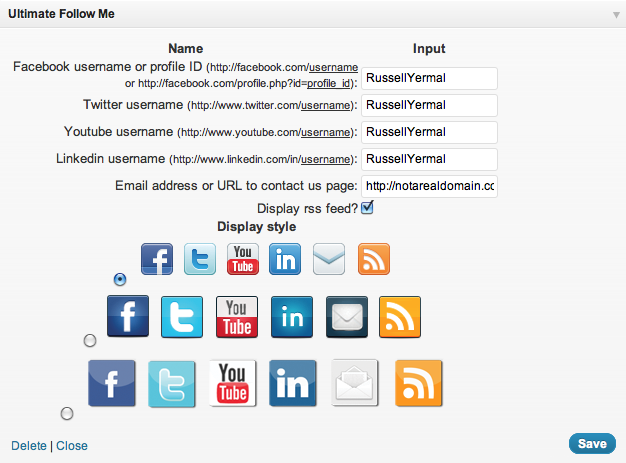 Ultimate Follow Me
Name Input
Facebook username or profile ID (http://facebook.com/username
or http://facebook.com/profile.php?id=profile_id): RussellYermal
Twitter username (http://www.twitter.com/username): RussellYermal
Youtube username (http://www.youtube.com/username): RussellYermal
Linkedin username (http://www.linkedin.com/in/username): RussellYermal
Email address or URL to contact us page: http://notarealdomain.cc
Display rss feed?
Display style
f t You Tube in
f t You Tube in
f t You Tube in
Delete | Close Save